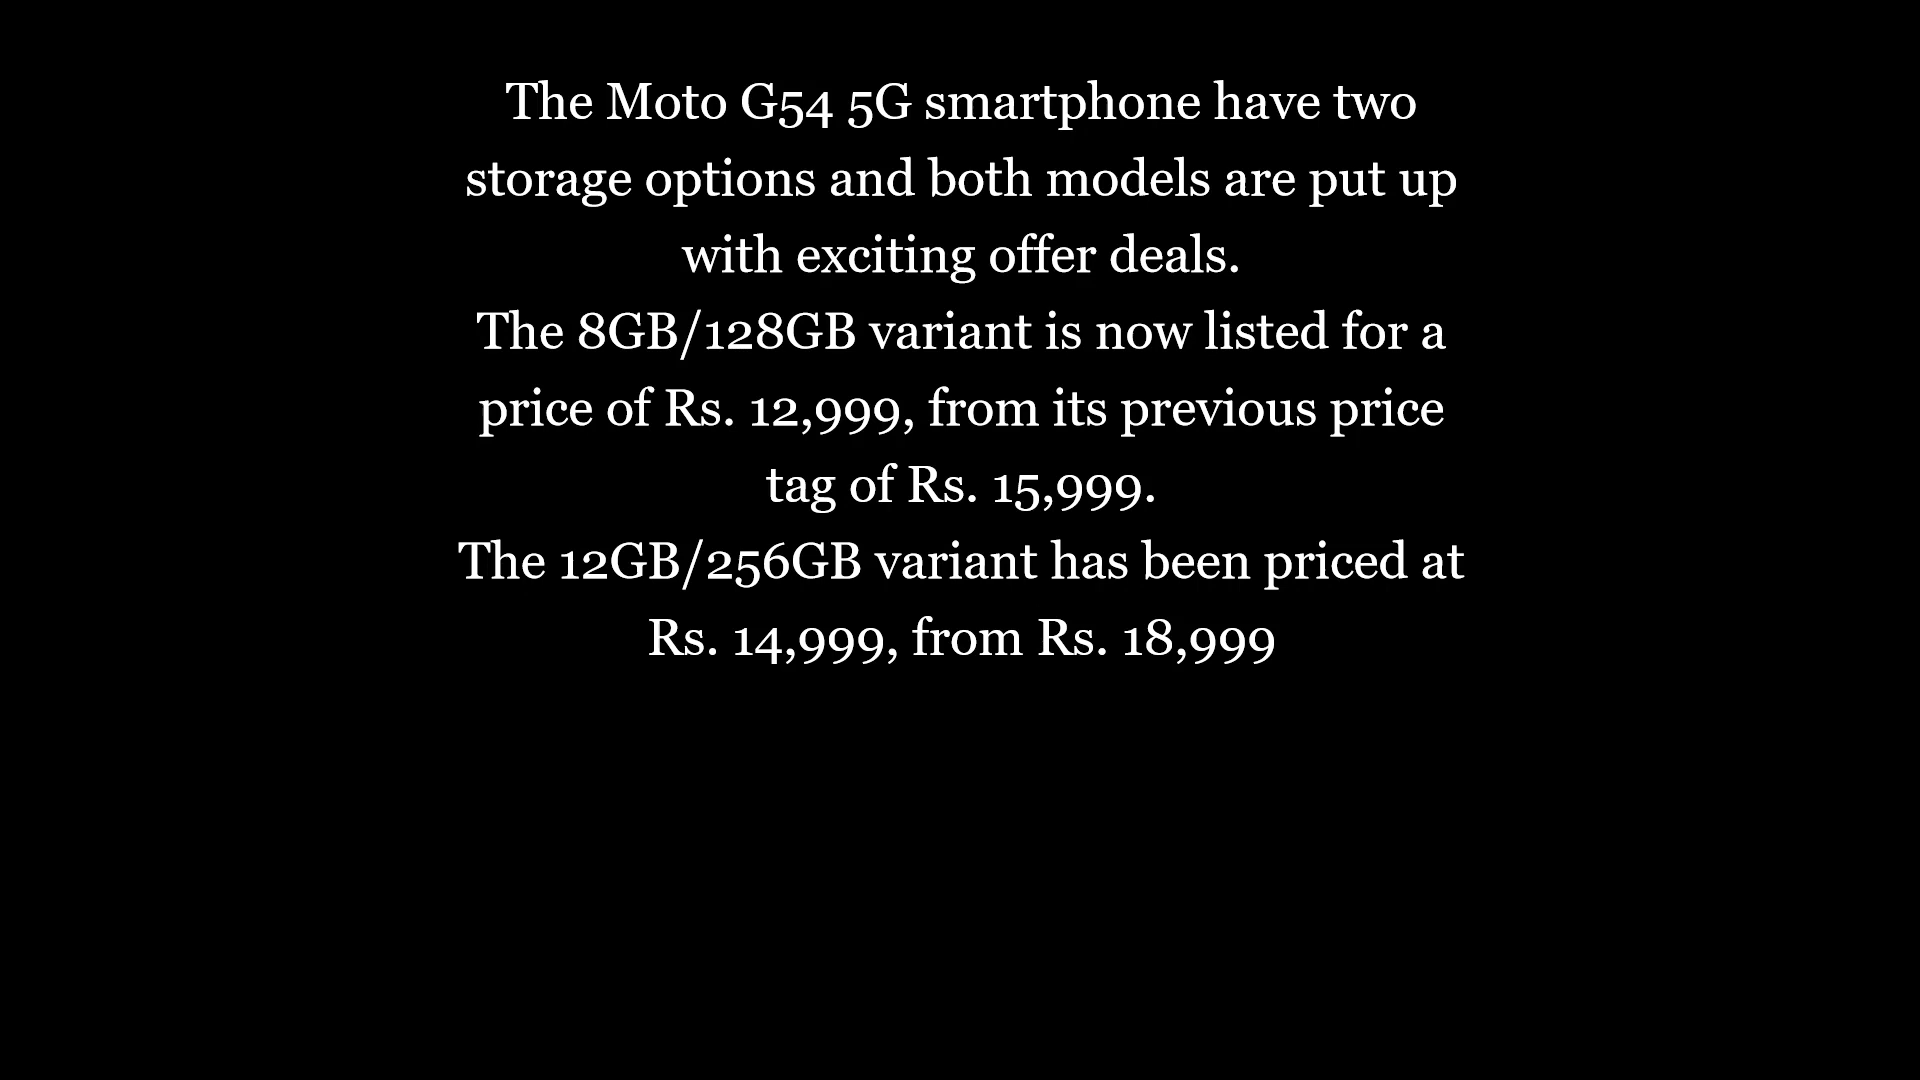 The Moto G54 5G smartphone have two
storage options and both models are put up
with exciting offer deals.
The 8GB/128GB variant is now listed for a
price of Rs. 12,999, from its previous price
tag of Rs. 15,999.
The 12GB/256GB variant has been priced at
Rs. 14,999, from Rs. 18,999